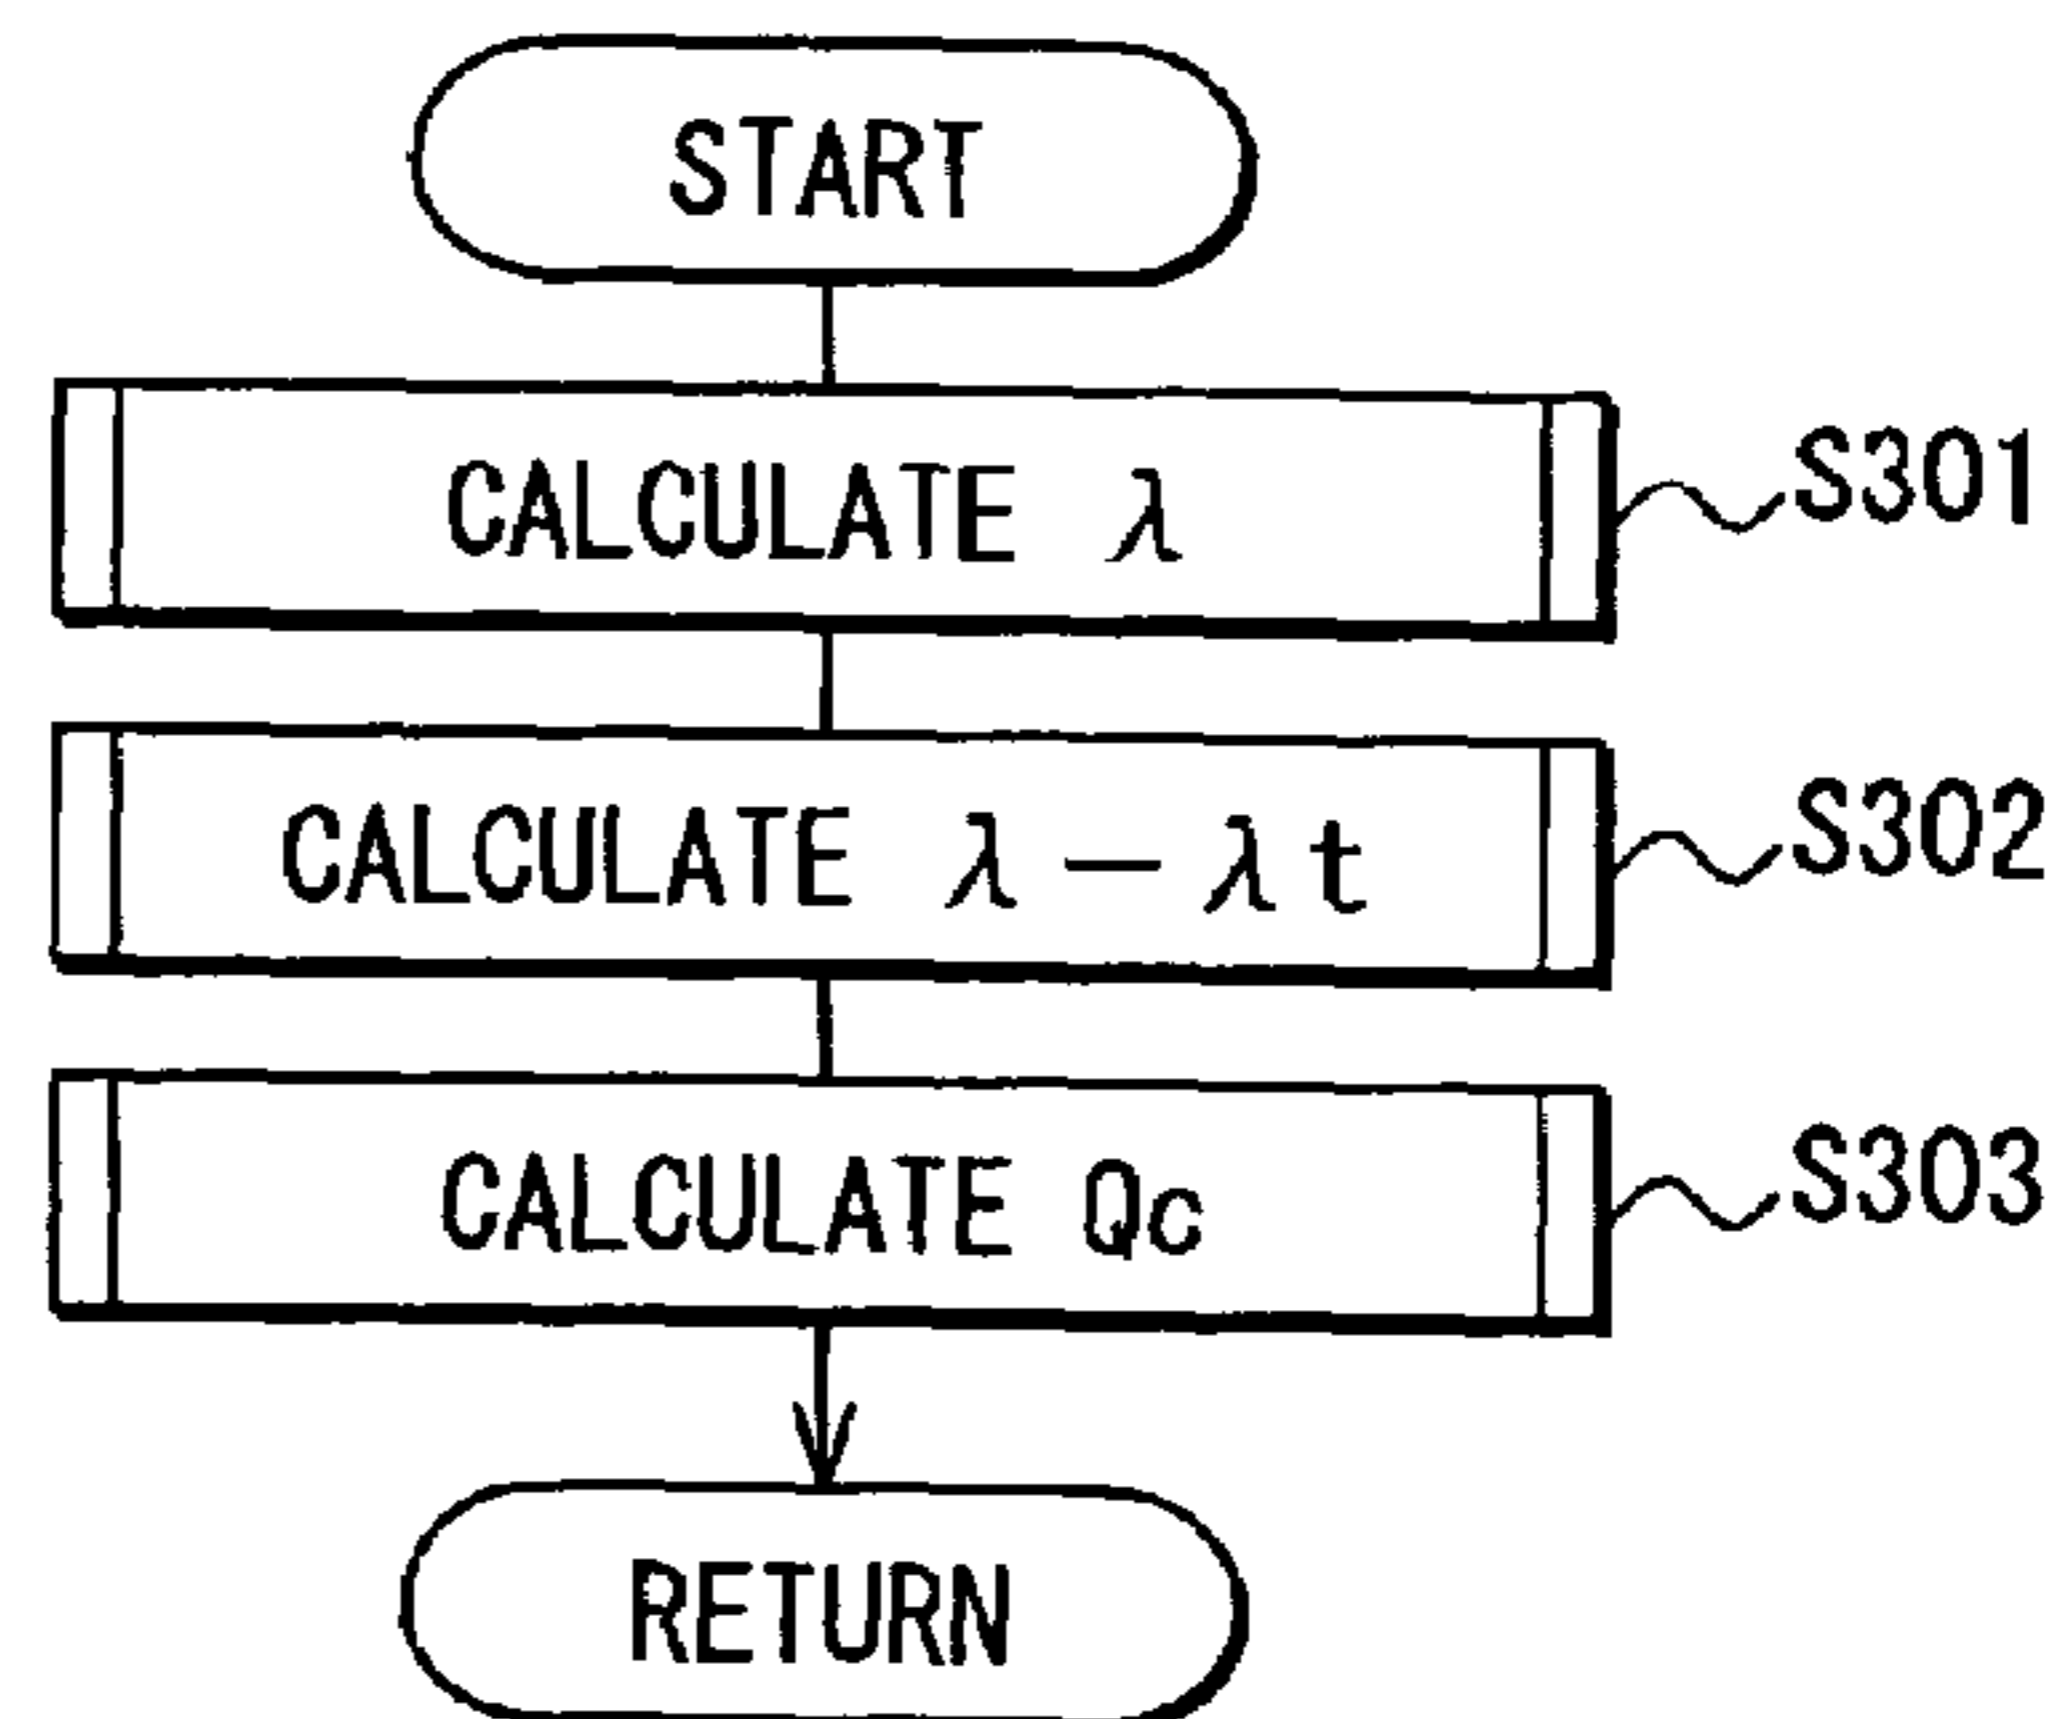 START
CALCULATE λ
S301
CALCULATE λ - λt
S302
CALCULATE Qc
S303
RETURN